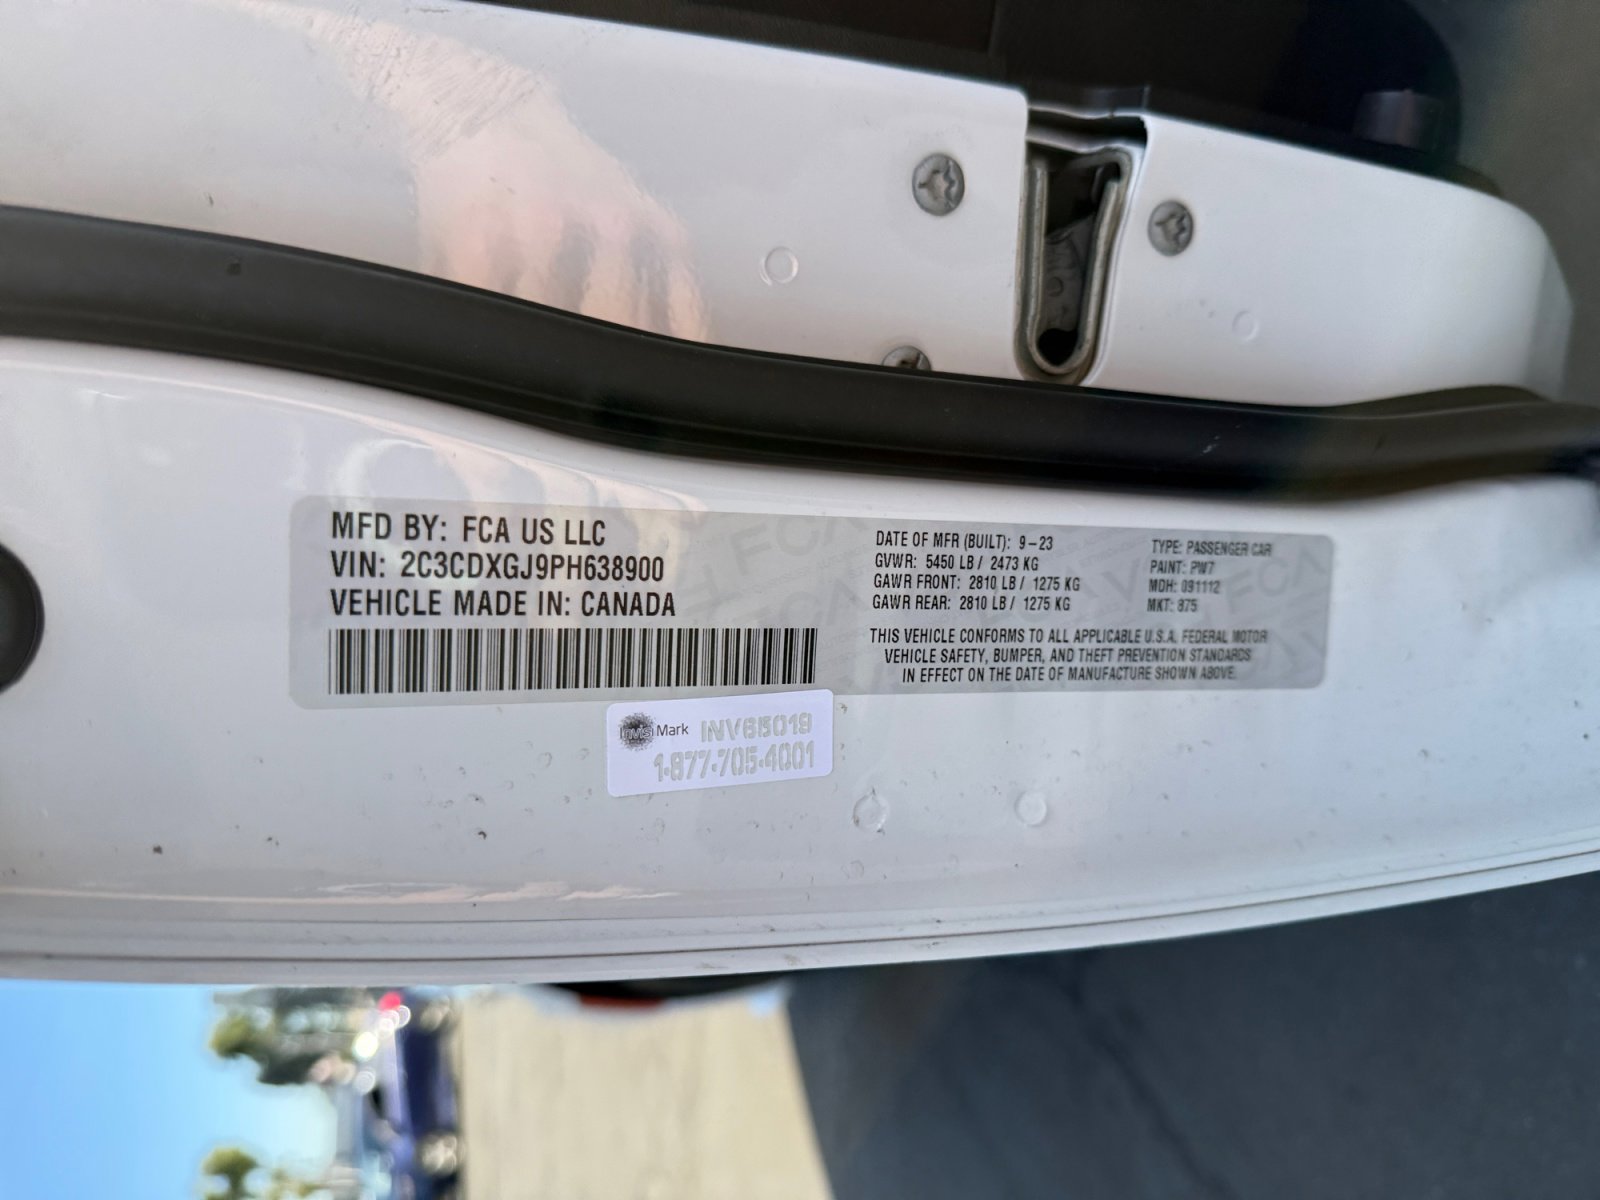 MFD BY: FCA US LLC
VIN: 2C3CDXGJ9PH638900
VEHICLE MADE IN: CANADA
DATE OF MFR (BUILT): 9-23
GVWR: 5450 LB / 2473 KG
GAWR FRONT: 2810 LB / 1275 KG
GAWR REAR: 2810 LB / 1275 KG
TYPE: PASSENGER CAR
PAINT: PW7
MDH: 091112
MKT: 875
THIS VEHICLE CONFORMS TO ALL APPLICABLE U.S.A. FEDERAL MOTOR
VEHICLE SAFETY, BUMPER, AND THEFT PREVENTION STANDARDS
IN EFFECT ON THE DATE OF MANUFACTURE SHOWN ABOVE.
InvisMark INV65019
1-877-705-4001